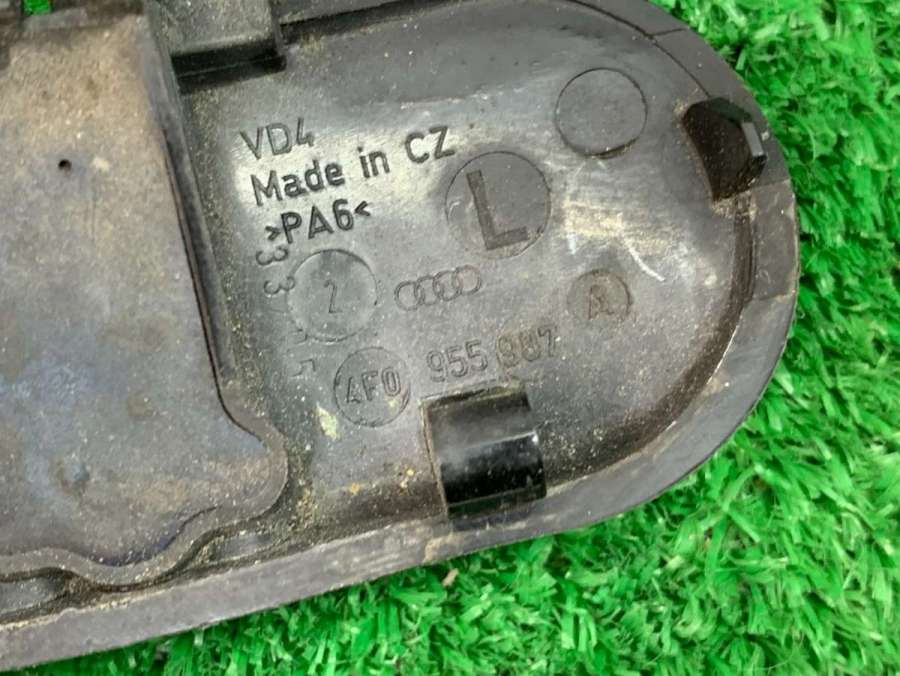 VD4
Made in CZ
>PA6<
L
2
A
4F0 955 987